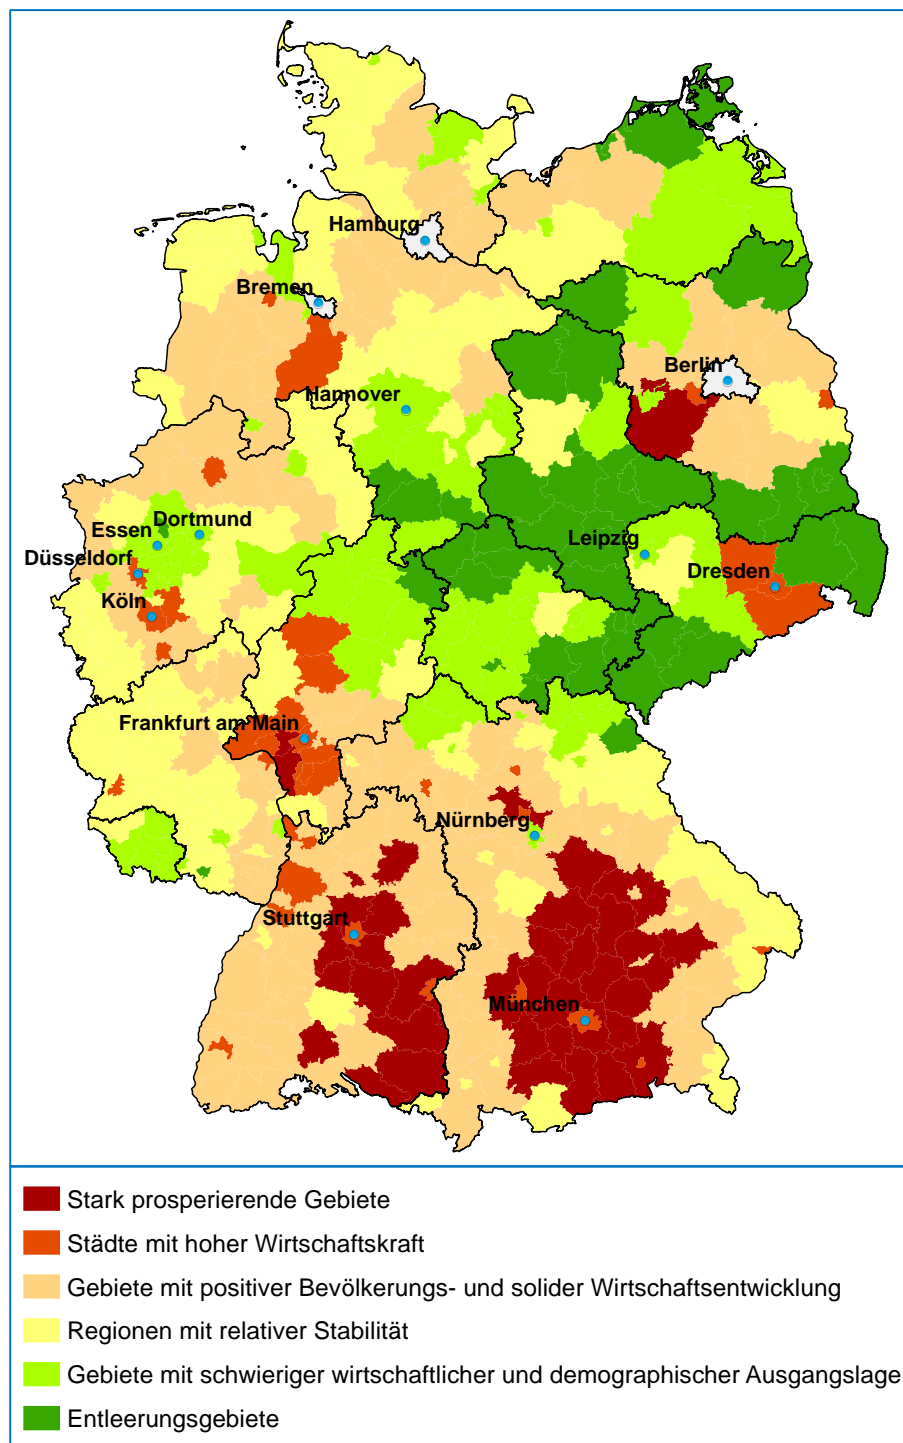 Hamburg
Bremen
Berlin
Hannover
Dortmund
Essen
Leipzig
Düsseldorf
Dresden
Köln
Frankfurt am Main
Nürnberg
Stuttgart
München
Stark prosperierende Gebiete
Städte mit hoher Wirtschaftskraft
Gebiete mit positiver Bevölkerungs- und solider Wirtschaftsentwicklung
Regionen mit relativer Stabilität
Gebiete mit schwieriger wirtschaftlicher und demographischer Ausgangslage
Entleerungsgebiete